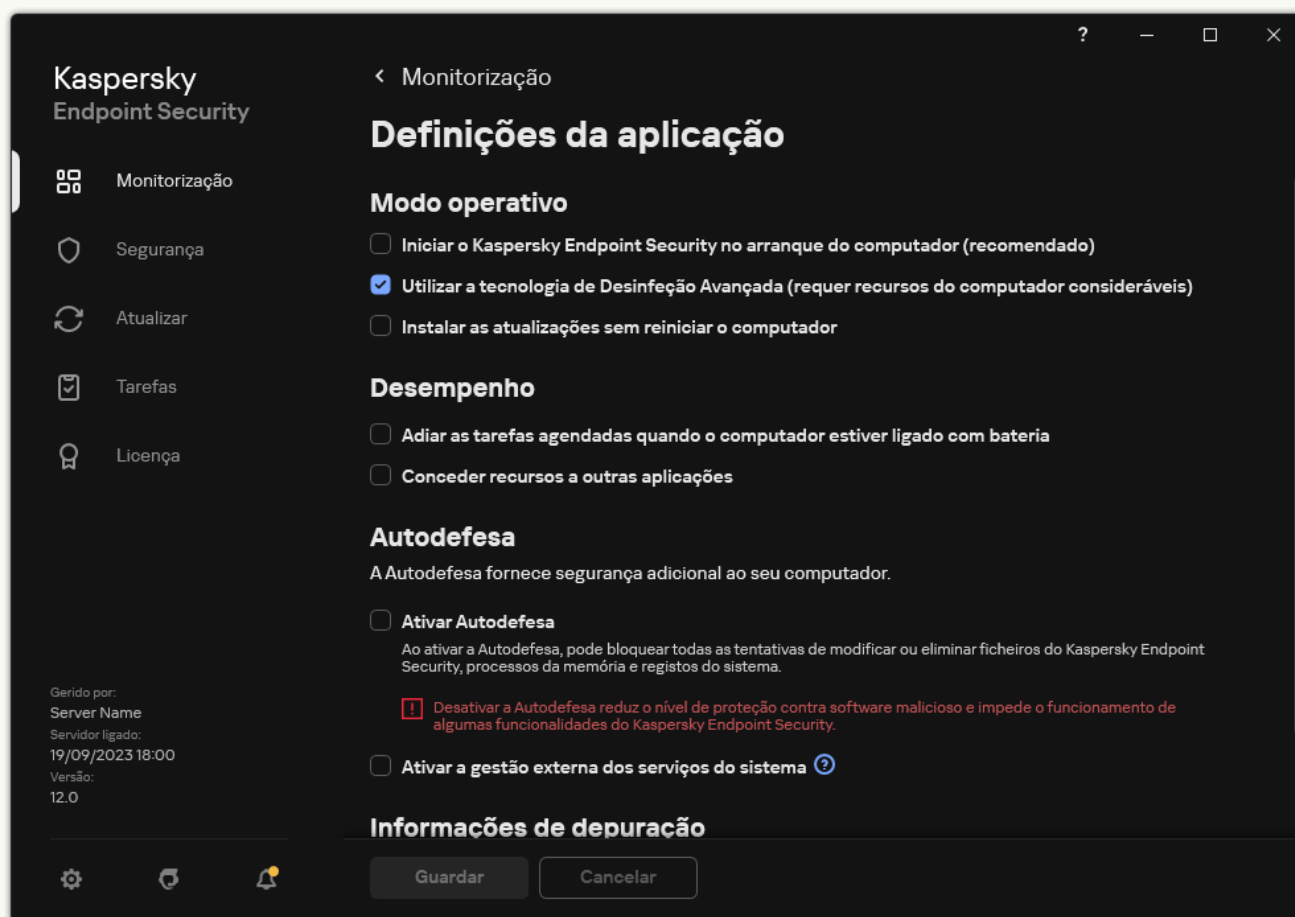 ?
Kaspersky
Endpoint Security
Monitorização
Segurança
Atualizar
Tarefas
Licença
Gerido por:
Server Name
Servidor ligado:
19/09/2023 18:00
Versão:
12.0
Monitorização
Definições da aplicação
Modo operativo
Iniciar o Kaspersky Endpoint Security no arranque do computador (recomendado)
Utilizar a tecnologia de Desinfeção Avançada (requer recursos do computador consideráveis)
Instalar as atualizações sem reiniciar o computador
Desempenho
Adiar as tarefas agendadas quando o computador estiver ligado com bateria
Conceder recursos a outras aplicações
Autodefesa
A Autodefesa fornece segurança adicional ao seu computador.
Ativar Autodefesa
Ao ativar a Autodefesa, pode bloquear todas as tentativas de modificar ou eliminar ficheiros do Kaspersky Endpoint
Security, processos da memória e registos do sistema.
Desativar a Autodefesa reduz o nível de proteção contra software malicioso e impede o funcionamento de
algumas funcionalidades do Kaspersky Endpoint Security.
Ativar a gestão externa dos serviços do sistema ?
Informações de depuração
Guardar
Cancelar